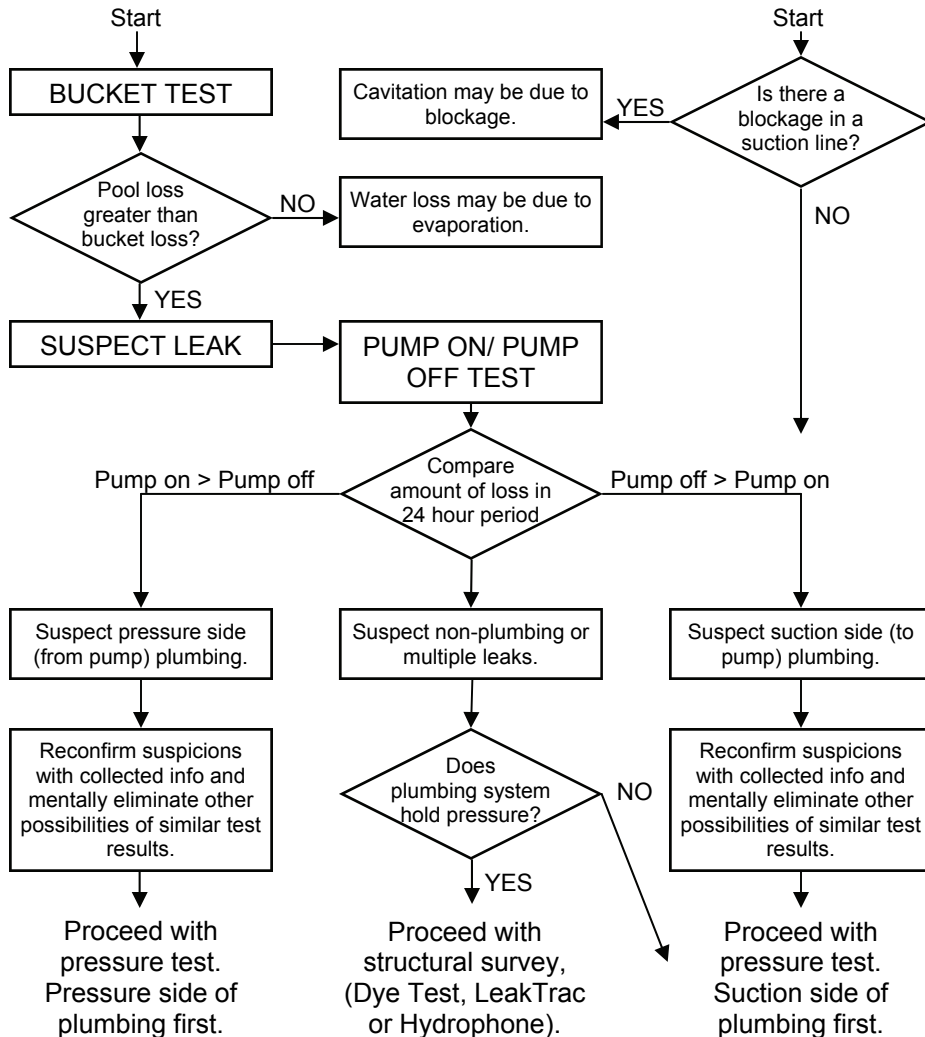 Start
BUCKET TEST
Pool loss
greater than
bucket loss?
NO
Water loss may be due to
evaporation.
YES
SUSPECT LEAK
PUMP ON/ PUMP
OFF TEST
Start
Is there a
blockage in a
suction line?
YES
Cavitation may be due to
blockage.
NO
Compare
amount of loss in
24 hour period
Pump on > Pump off
Pump off > Pump on
Suspect pressure side
(from pump) plumbing.
Reconfirm suspicions
with collected info and
mentally eliminate other
possibilities of similar test
results.
Proceed with
pressure test.
Pressure side of
plumbing first.
Suspect non-plumbing or
multiple leaks.
Does
plumbing system
hold pressure?
NO
YES
Proceed with
structural survey,
(Dye Test, LeakTrac
or Hydrophone).
Suspect suction side (to
pump) plumbing.
Reconfirm suspicions
with collected info and
mentally eliminate other
possibilities of similar test
results.
Proceed with
pressure test.
Suction side of
plumbing first.